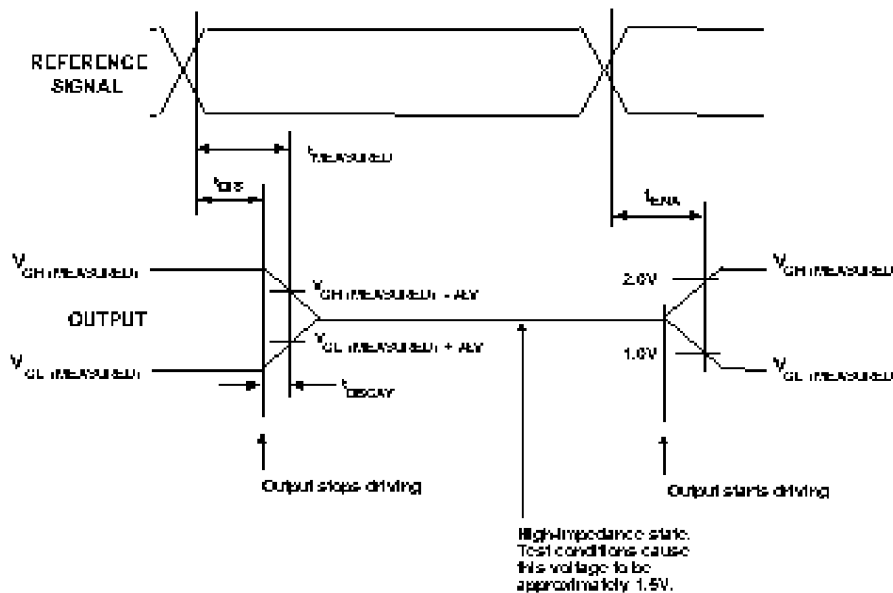 REFERENCE
SIGNAL
tMEASURED
tDIS
tENA
VOH (MEASURED)
VOH (MEASURED) - ΔV
2.0V
VOH (MEASURED)
OUTPUT
VOL (MEASURED) + ΔV
1.0V
VOL (MEASURED)
VOL (MEASURED)
tDECAY
Output stops driving
Output starts driving
High-impedance state.
Test conditions cause
this voltage to be
approximately 1.5V.